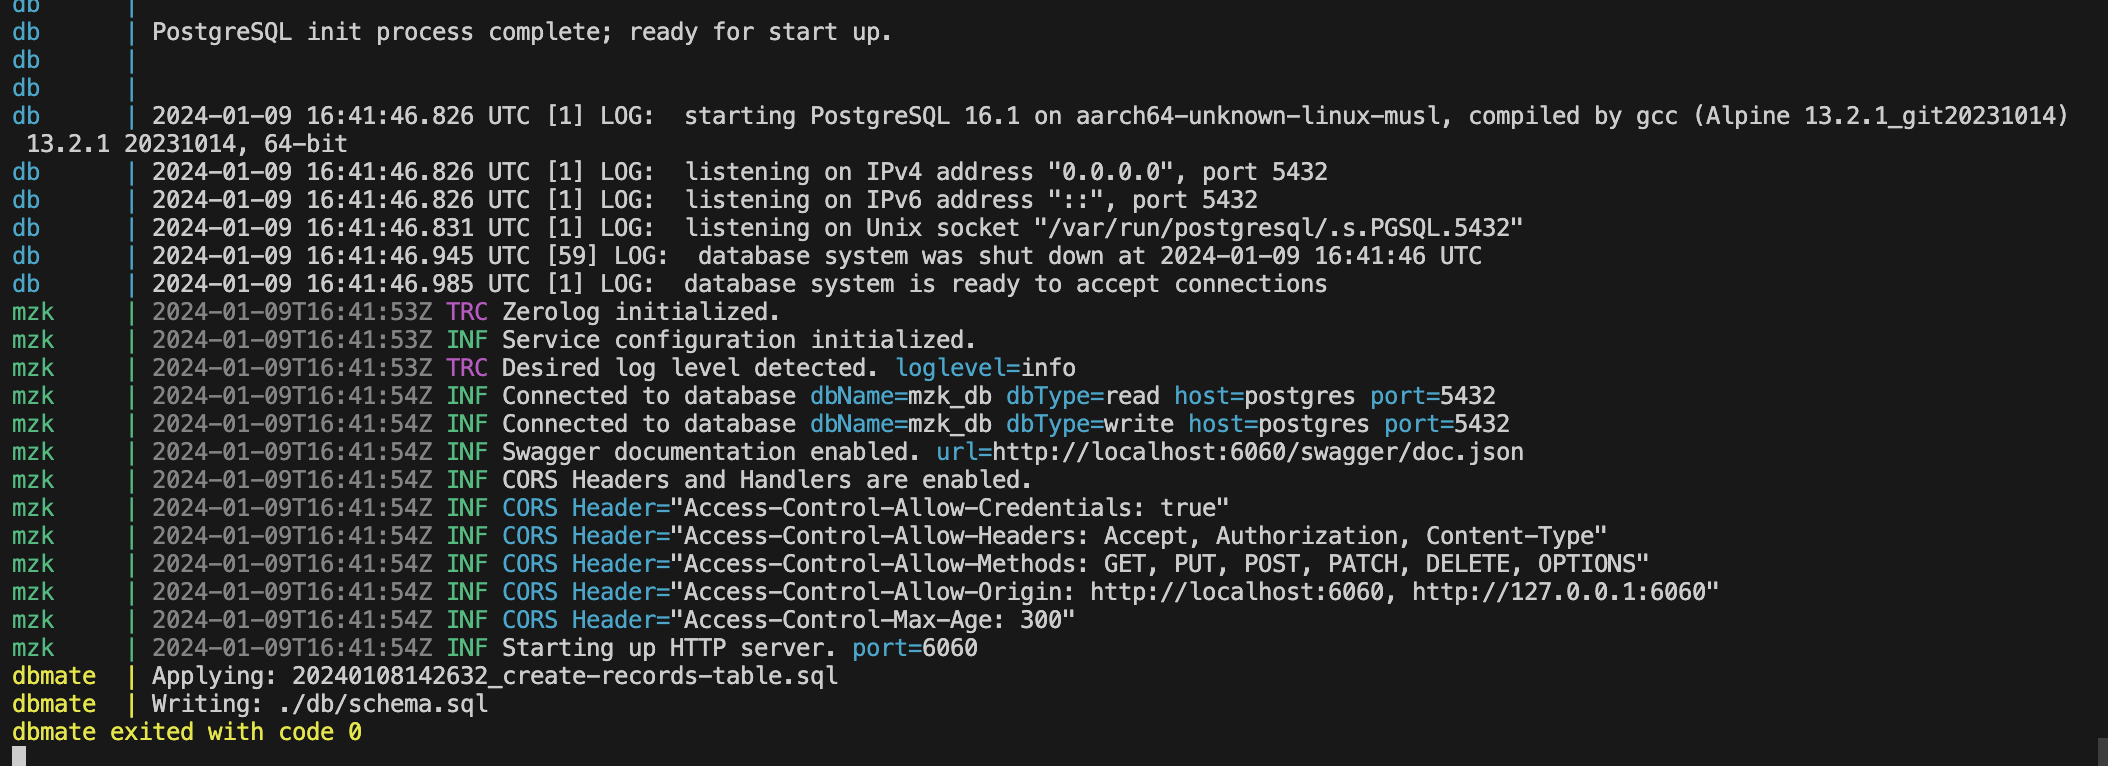 db |
db | PostgreSQL init process complete; ready for start up.
db |
db |
db | 2024-01-09 16:41:46.826 UTC [1] LOG:  starting PostgreSQL 16.1 on aarch64-unknown-linux-musl, compiled by gcc (Alpine 13.2.1_git20231014)
13.2.1 20231014, 64-bit
db | 2024-01-09 16:41:46.826 UTC [1] LOG:  listening on IPv4 address "0.0.0.0", port 5432
db | 2024-01-09 16:41:46.826 UTC [1] LOG:  listening on IPv6 address "::", port 5432
db | 2024-01-09 16:41:46.831 UTC [1] LOG:  listening on Unix socket "/var/run/postgresql/.s.PGSQL.5432"
db | 2024-01-09 16:41:46.945 UTC [59] LOG:  database system was shut down at 2024-01-09 16:41:46 UTC
db | 2024-01-09 16:41:46.985 UTC [1] LOG:  database system is ready to accept connections
mzk | 2024-01-09T16:41:53Z TRC Zerolog initialized.
mzk | 2024-01-09T16:41:53Z INF Service configuration initialized.
mzk | 2024-01-09T16:41:53Z TRC Desired log level detected. loglevel=info
mzk | 2024-01-09T16:41:54Z INF Connected to database dbName=mzk_db dbType=read host=postgres port=5432
mzk | 2024-01-09T16:41:54Z INF Connected to database dbName=mzk_db dbType=write host=postgres port=5432
mzk | 2024-01-09T16:41:54Z INF Swagger documentation enabled. url=http://localhost:6060/swagger/doc.json
mzk | 2024-01-09T16:41:54Z INF CORS Headers and Handlers are enabled.
mzk | 2024-01-09T16:41:54Z INF CORS Header="Access-Control-Allow-Credentials: true"
mzk | 2024-01-09T16:41:54Z INF CORS Header="Access-Control-Allow-Headers: Accept, Authorization, Content-Type"
mzk | 2024-01-09T16:41:54Z INF CORS Header="Access-Control-Allow-Methods: GET, PUT, POST, PATCH, DELETE, OPTIONS"
mzk | 2024-01-09T16:41:54Z INF CORS Header="Access-Control-Allow-Origin: http://localhost:6060, http://127.0.0.1:6060"
mzk | 2024-01-09T16:41:54Z INF CORS Header="Access-Control-Max-Age: 300"
mzk | 2024-01-09T16:41:54Z INF Starting up HTTP server. port=6060
dbmate | Applying: 20240108142632_create-records-table.sql
dbmate | Writing: ./db/schema.sql
dbmate exited with code 0